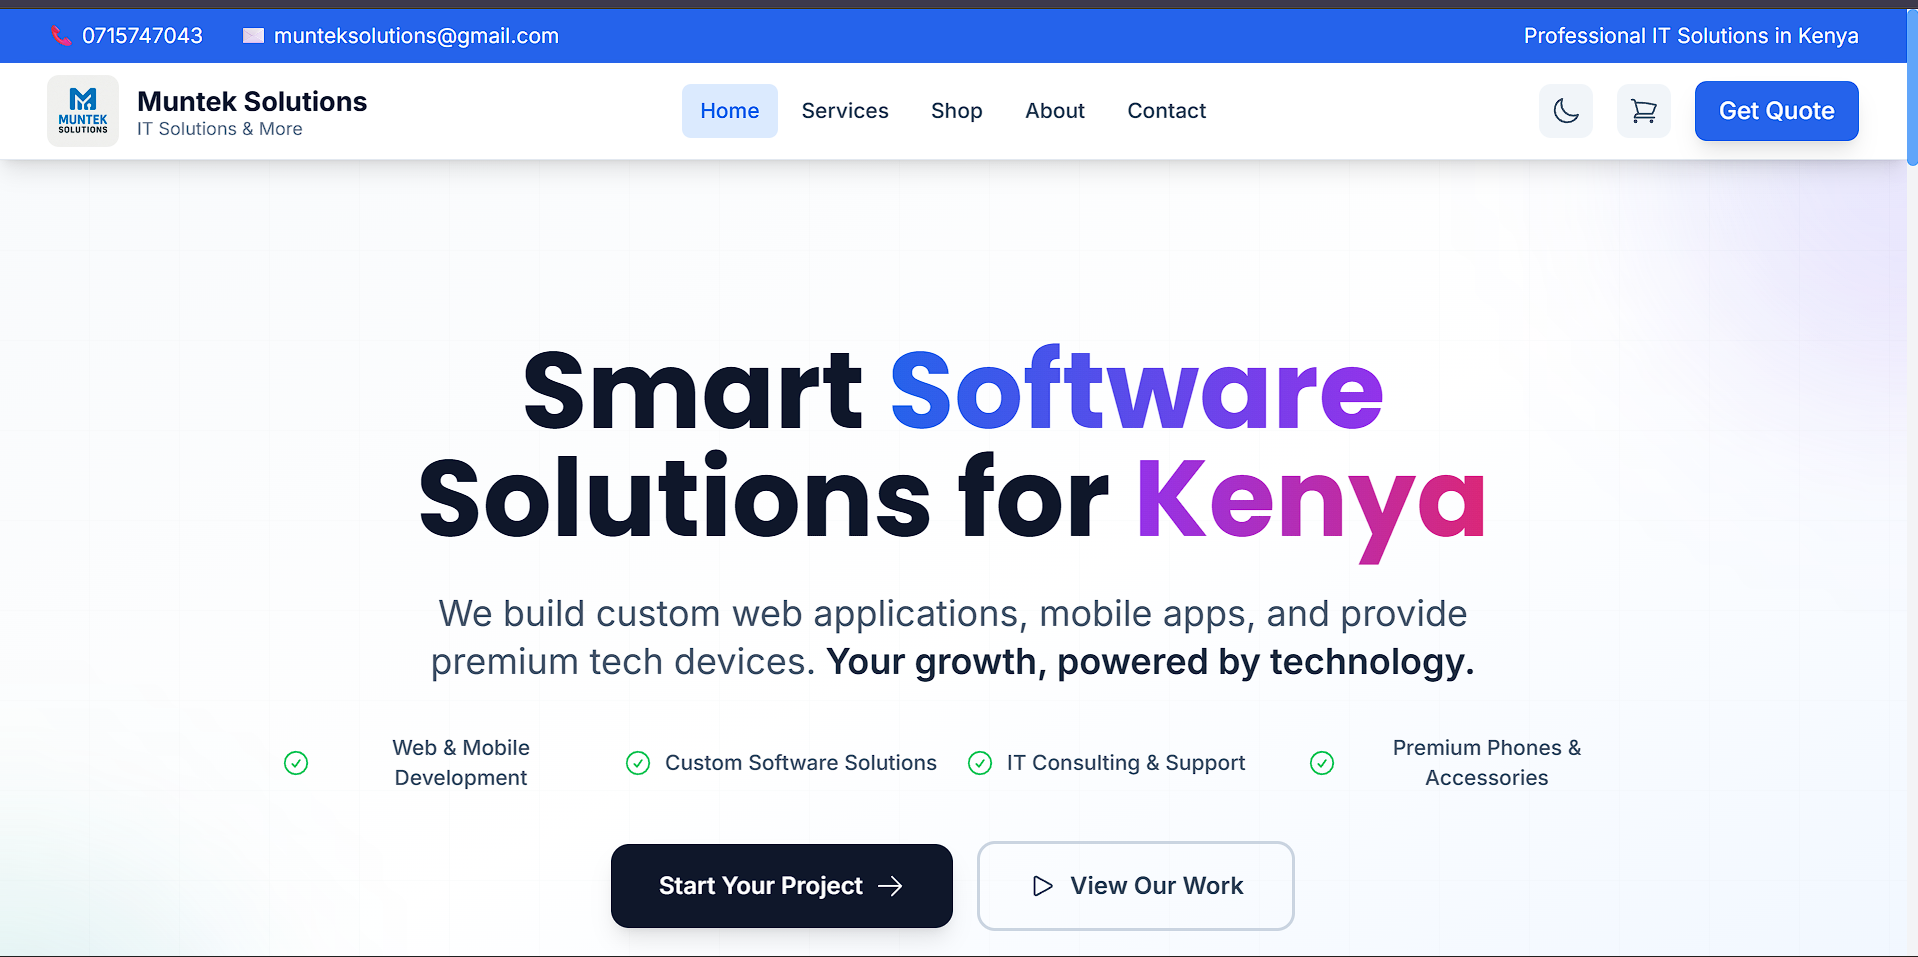 0715747043
munteksolutions@gmail.com
Professional IT Solutions in Kenya
MUNTEK
SOLUTIONS
Muntek Solutions
IT Solutions & More
Home
Services
Shop
About
Contact
Get Quote
Smart Software
Solutions for Kenya
We build custom web applications, mobile apps, and provide
premium tech devices. Your growth, powered by technology.
Web & Mobile
Development
Custom Software Solutions
IT Consulting & Support
Premium Phones &
Accessories
Start Your Project
View Our Work